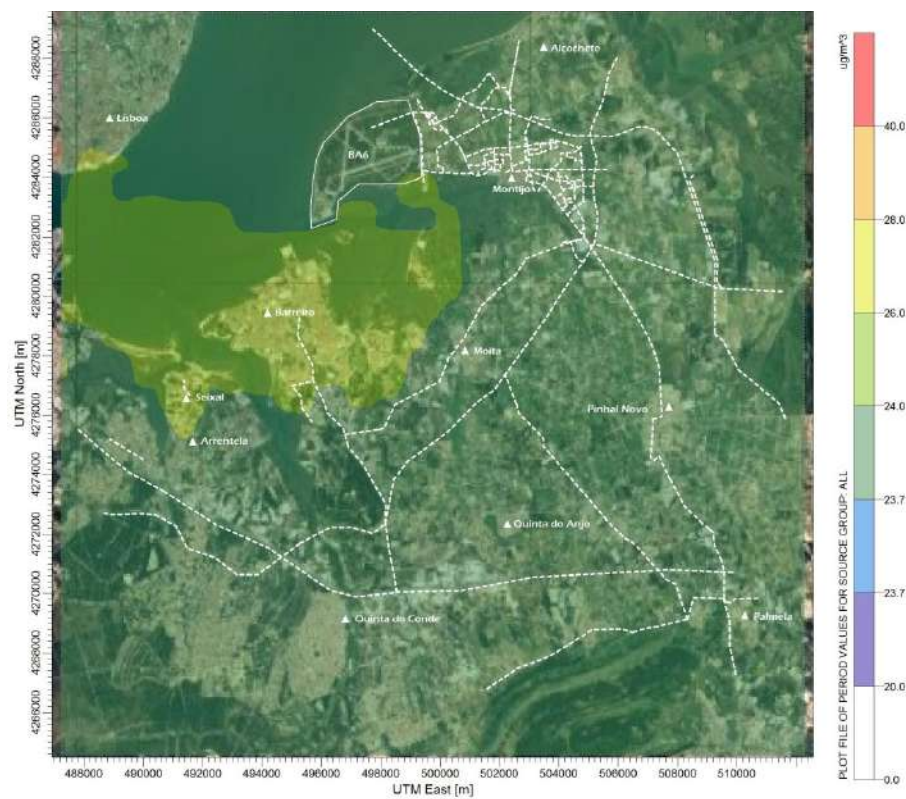 Alcochete
Lisboa
BA6
Montijo
Barreiro
Moita
Seixal
Pinhal Novo
Arrentela
Quinta do Anjo
Quinta do Conde
Palmela
UTM North [m]
4288000
4286000
4284000
4282000
4280000
4278000
4276000
4274000
4272000
4270000
4268000
4266000
488000 490000 492000 494000 496000 498000 500000 502000 504000 506000 508000 510000
UTM East [m]
ug/m^3
40.0
28.0
26.0
24.0
23.7
23.7
20.0
0.0
PLOT FILE OF PERIOD VALUES FOR SOURCE GROUP: ALL